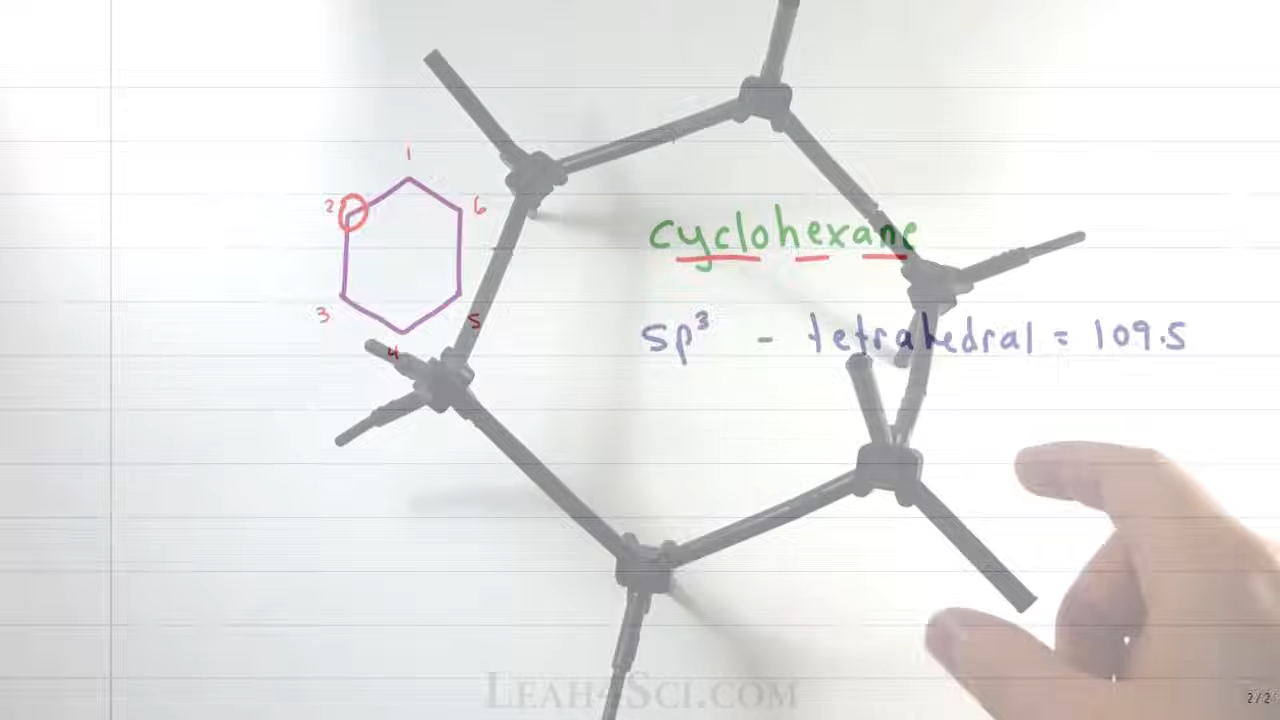 1
2
6
cyclohexane
3
5
sp³ - tetrahedral = 109.5
4
LEAH4SCI.COM
2/2